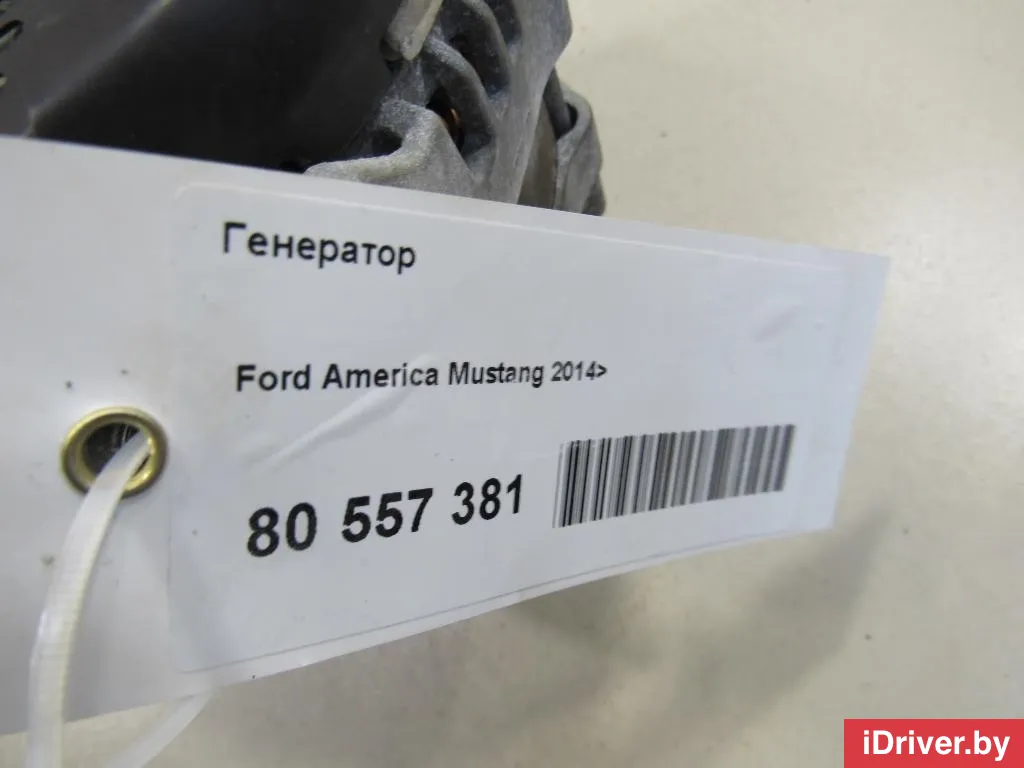 Генератор
Ford America Mustang 2014>
80 557 381
iDriver.by